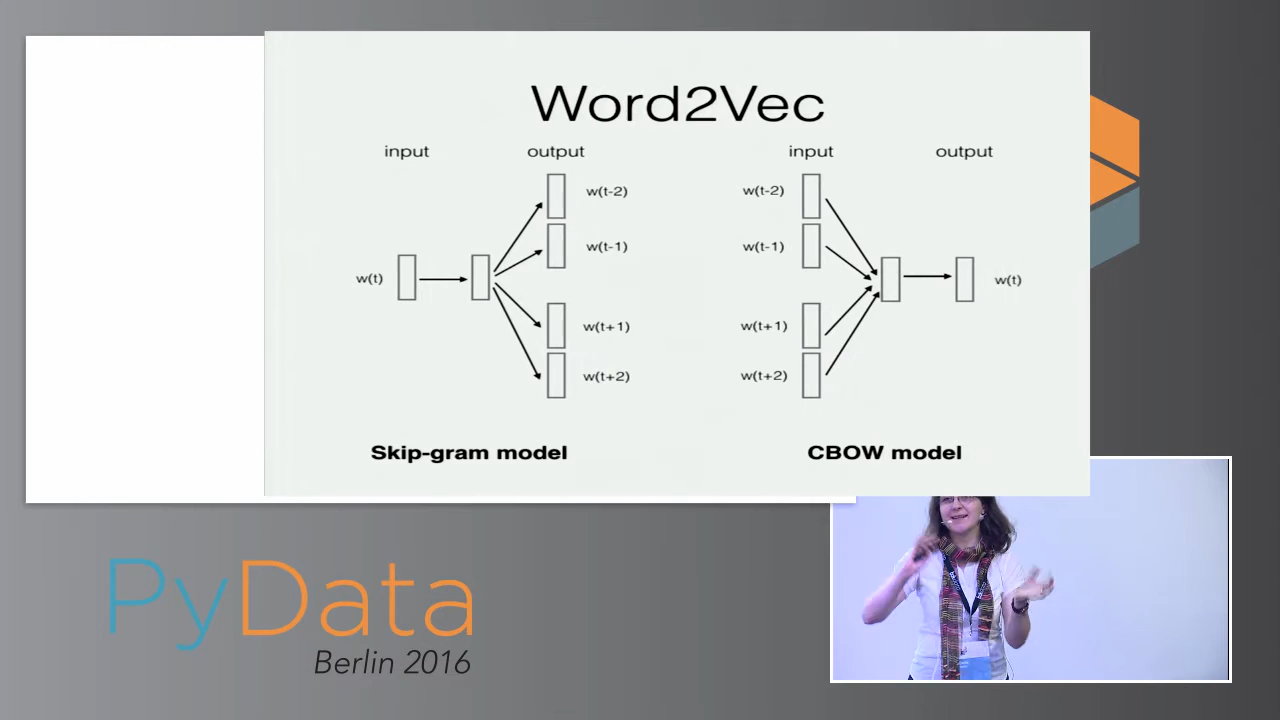 Word2Vec
input output input output
w(t-2) w(t-2)
w(t-1) w(t-1)
w(t) w(t)
w(t+1) w(t+1)
w(t+2) w(t+2)
Skip-gram model CBOW model
PyData
Berlin 2016